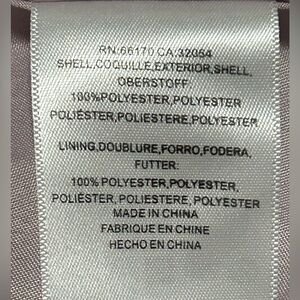 RN:66170 CA:32054
SHELL,COQUILLE,EXTERIOR,SHELL,
OBERSTOFF:
100%POLYESTER,POLYESTER
POLIÉSTER,POLIESTERE,POLYESTER
LINING,DOUBLURE,FORRO,FODERA,
FUTTER:
100%POLYESTER,POLYESTER,
POLIÉSTER,POLIESTERE,POLYESTER
MADE IN CHINA
FABRIQUE EN CHINE
HECHO EN CHINA